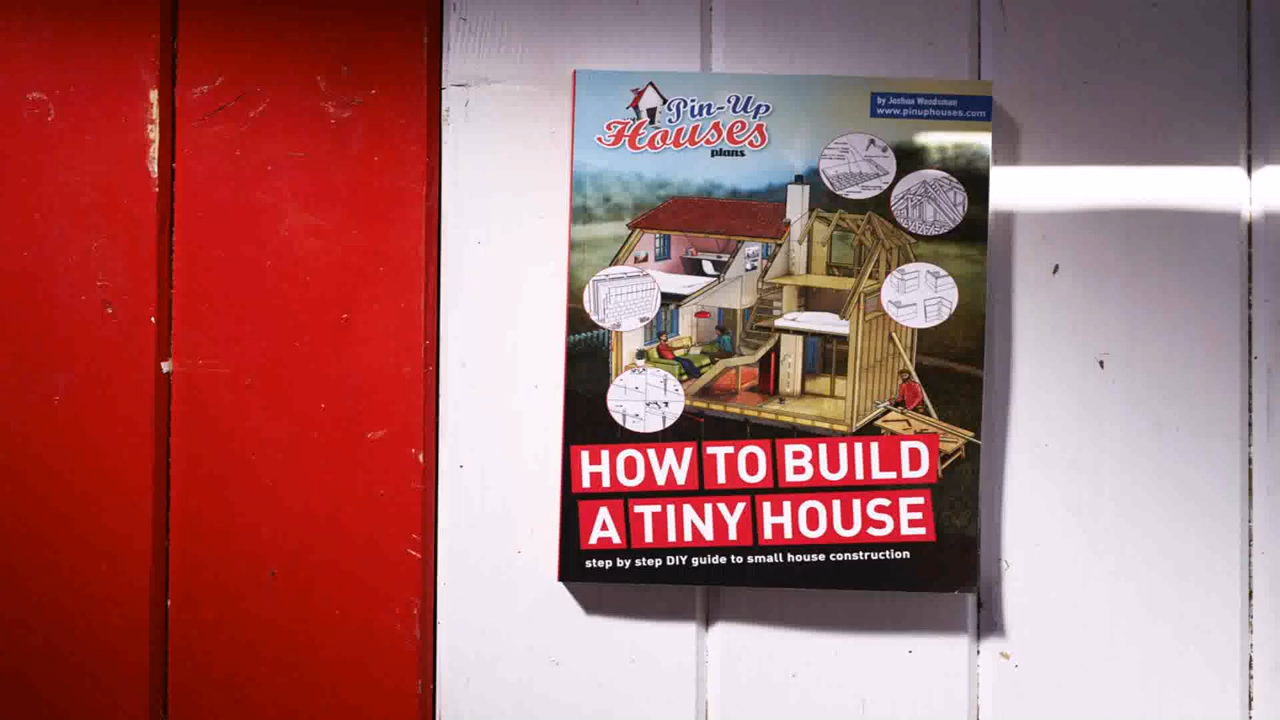 Pin-Up
Houses
plans
by Joshua Woodsman
www.pinuphouses.com
HOW TO BUILD
A TINY HOUSE
step by step DIY guide to small house construction